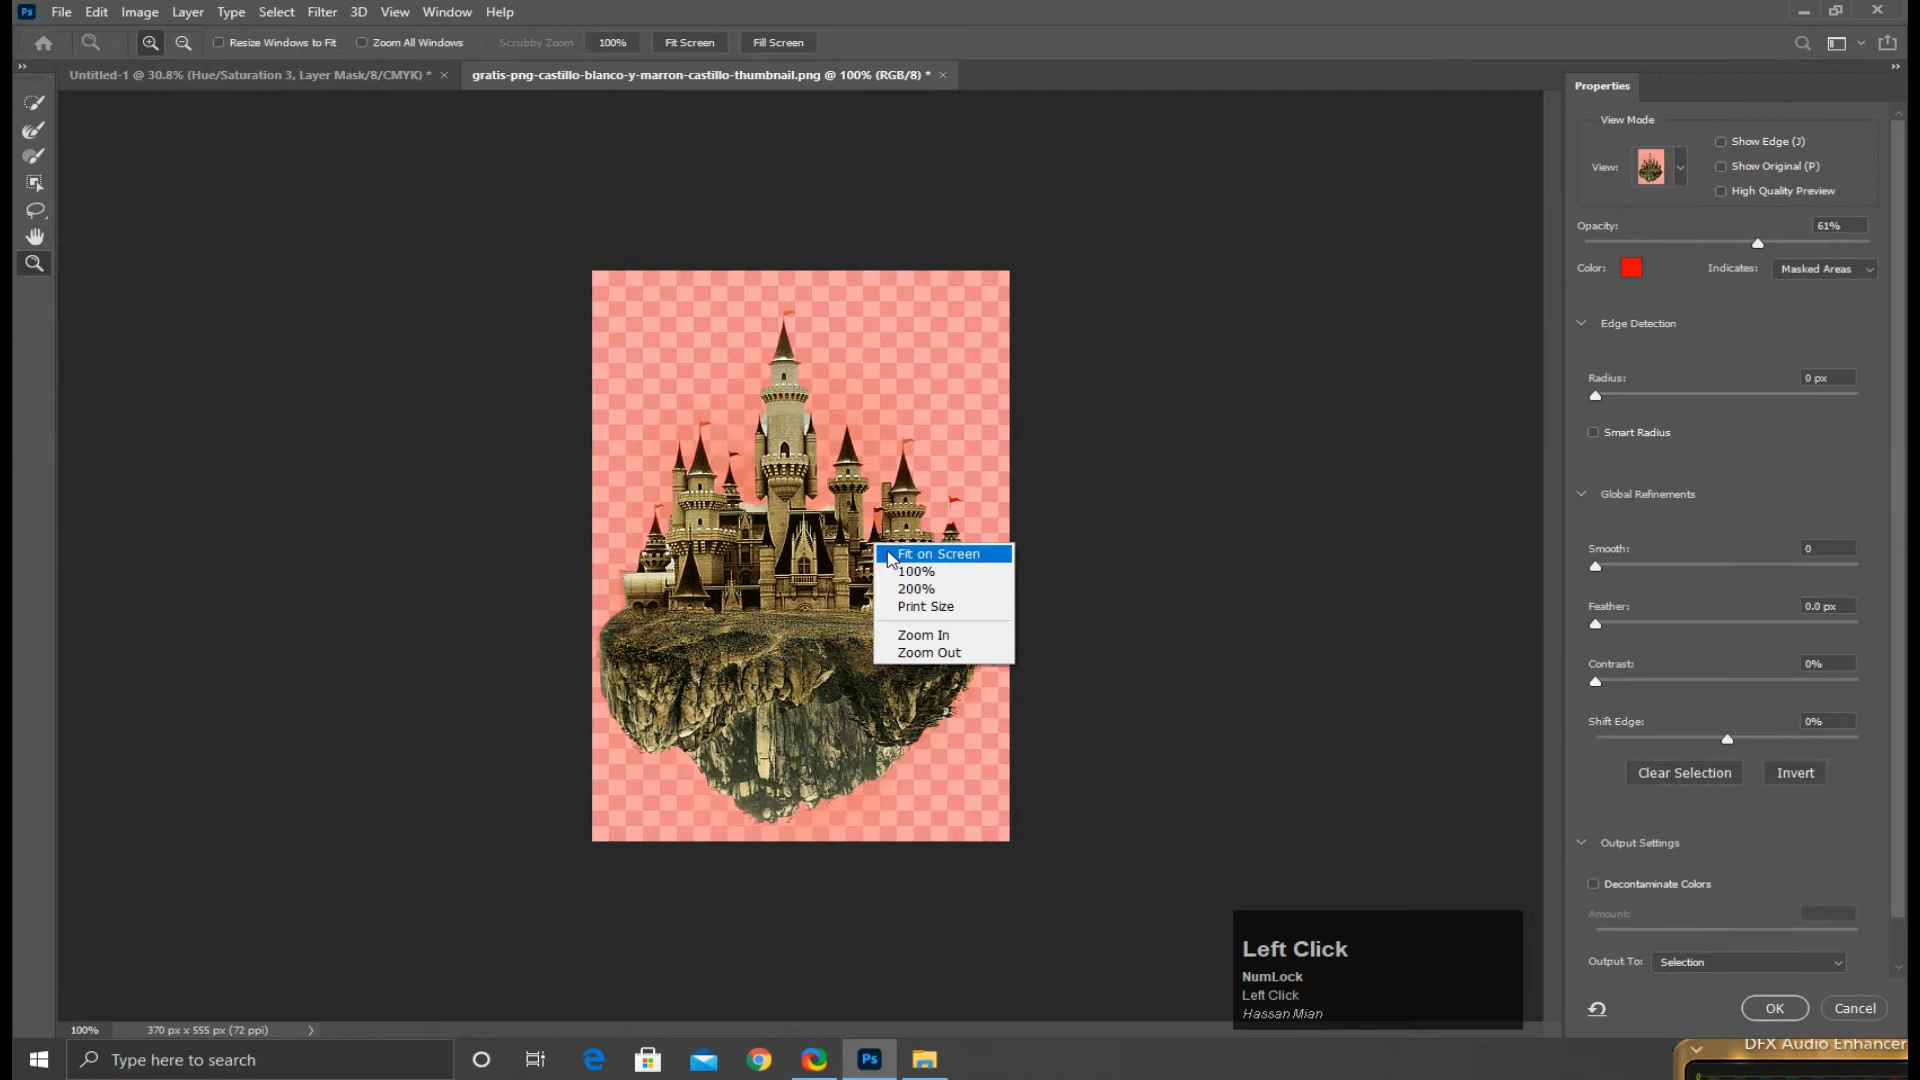 Ps File Edit Image Layer Type Select Filter 3D View Window Help
Resize Windows to Fit Zoom All Windows Scrubby Zoom 100% Fit Screen Fill Screen
Untitled-1 @ 30.8% (Hue/Saturation 3, Layer Mask/8/CMYK) * × gratis-png-castillo-blanco-y-marron-castillo-thumbnail.png @ 100% (RGB/8) * ×
Properties
View Mode
View:
Show Edge (J)
Show Original (P)
High Quality Preview
Opacity: 61%
Color: Indicates: Masked Areas
Edge Detection
Radius: 0 px
Smart Radius
Global Refinements
Smooth: 0
Feather: 0.0 px
Contrast: 0%
Shift Edge: 0%
Clear Selection Invert
Output Settings
Decontaminate Colors
Amount:
Output To: Selection
OK Cancel
Fit on Screen
100%
200%
Print Size
Zoom In
Zoom Out
Left Click
NumLock
Left Click
Hassan Mian
100% 370 px x 555 px (72 ppi)
Type here to search
Ps
DFX Audio Enhancer